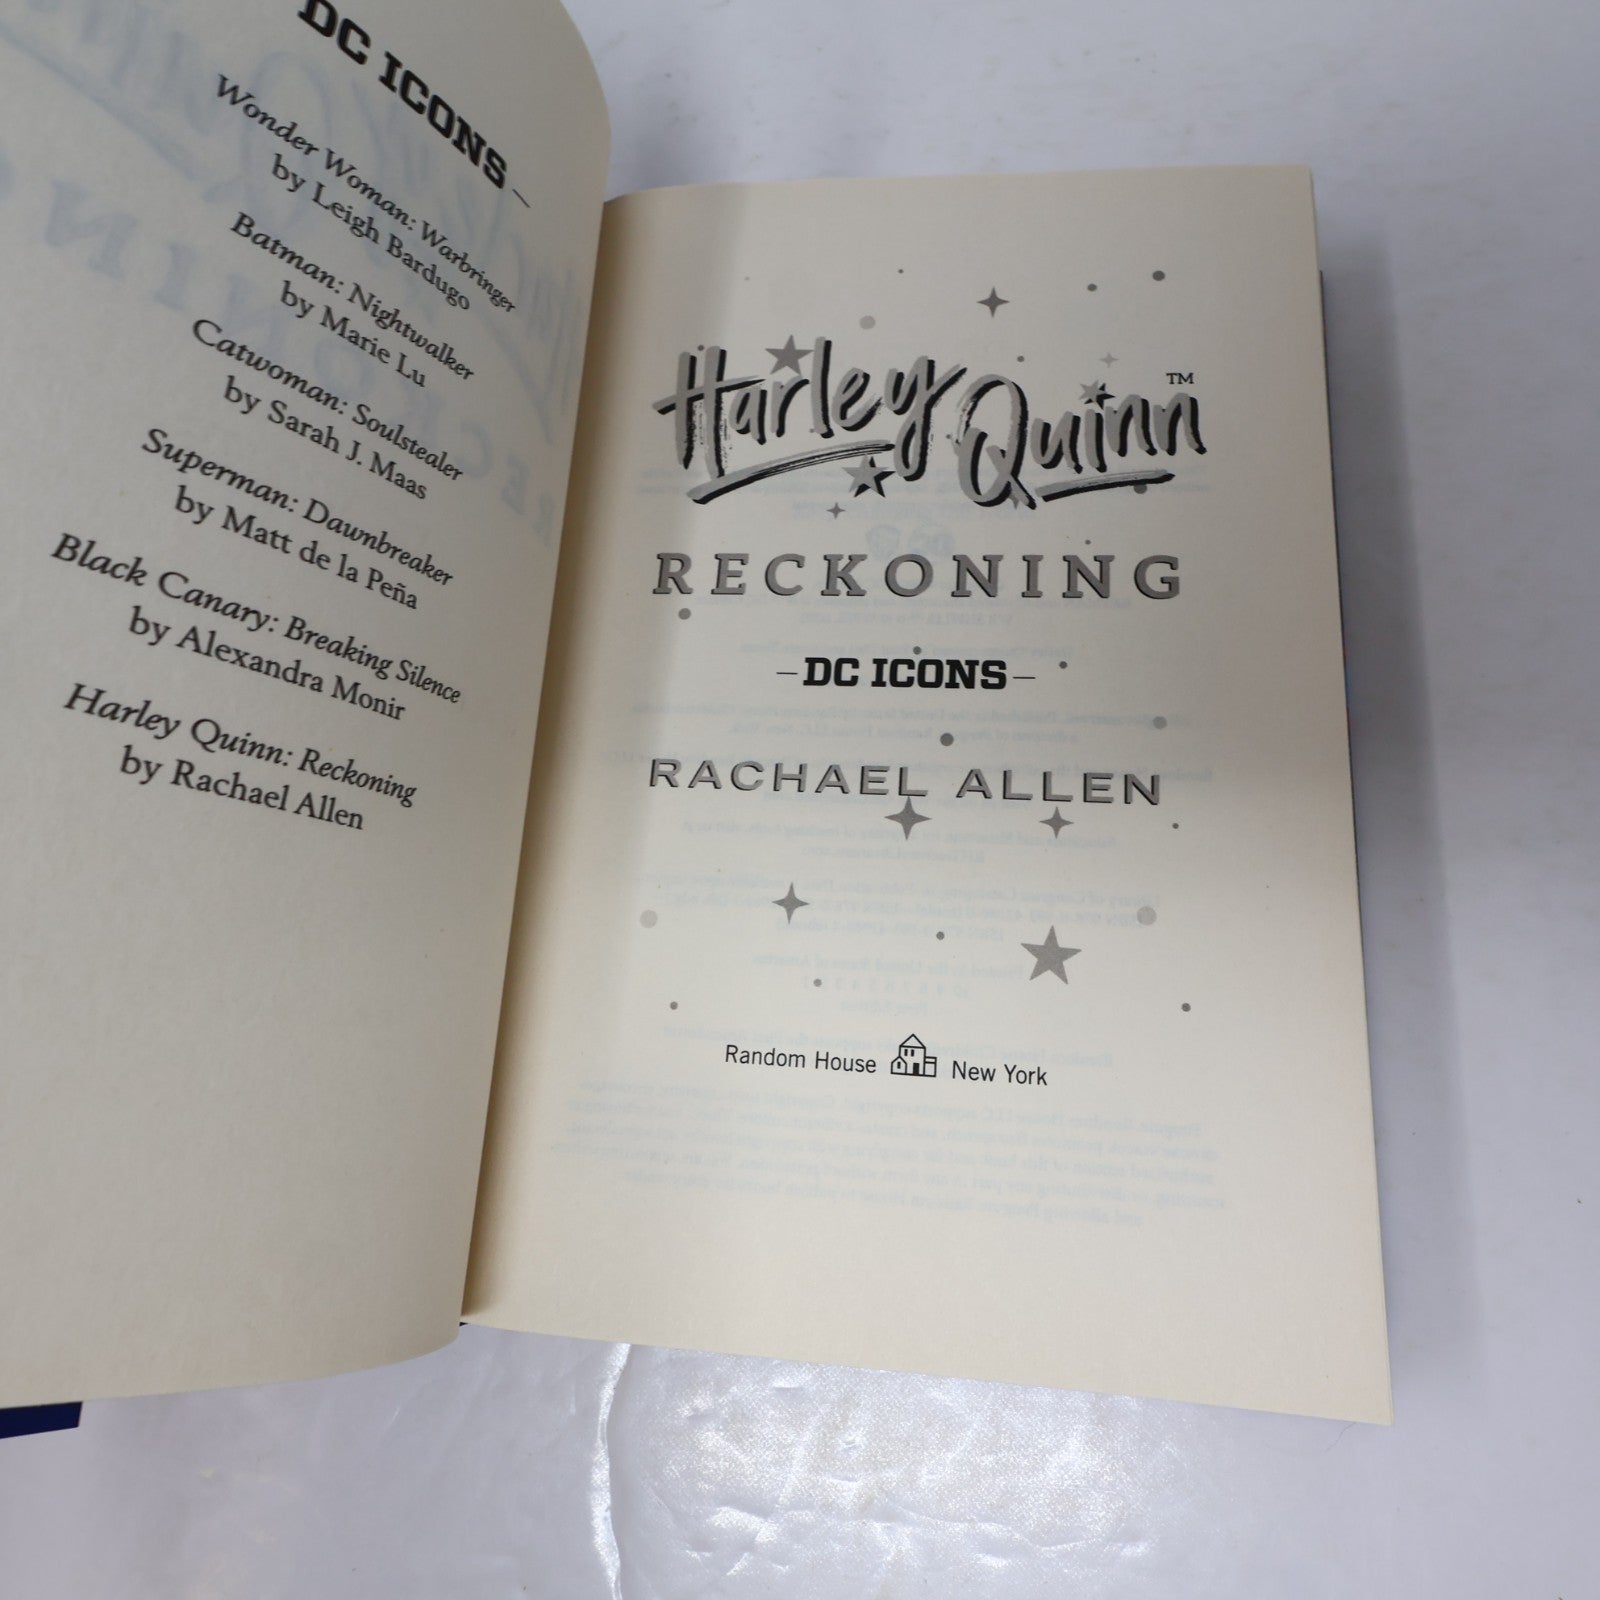 DC ICONS –
Wonder Woman: Warbringer
by Leigh Bardugo
Batman: Nightwalker
by Marie Lu
Catwoman: Soulstealer
by Sarah J. Maas
Superman: Dawnbreaker
by Matt de la Peña
Black Canary: Breaking Silence
by Alexandra Monir
Harley Quinn: Reckoning
by Rachael Allen
Harley Quinn™
RECKONING
–DC ICONS–
RACHAEL ALLEN
Random House New York